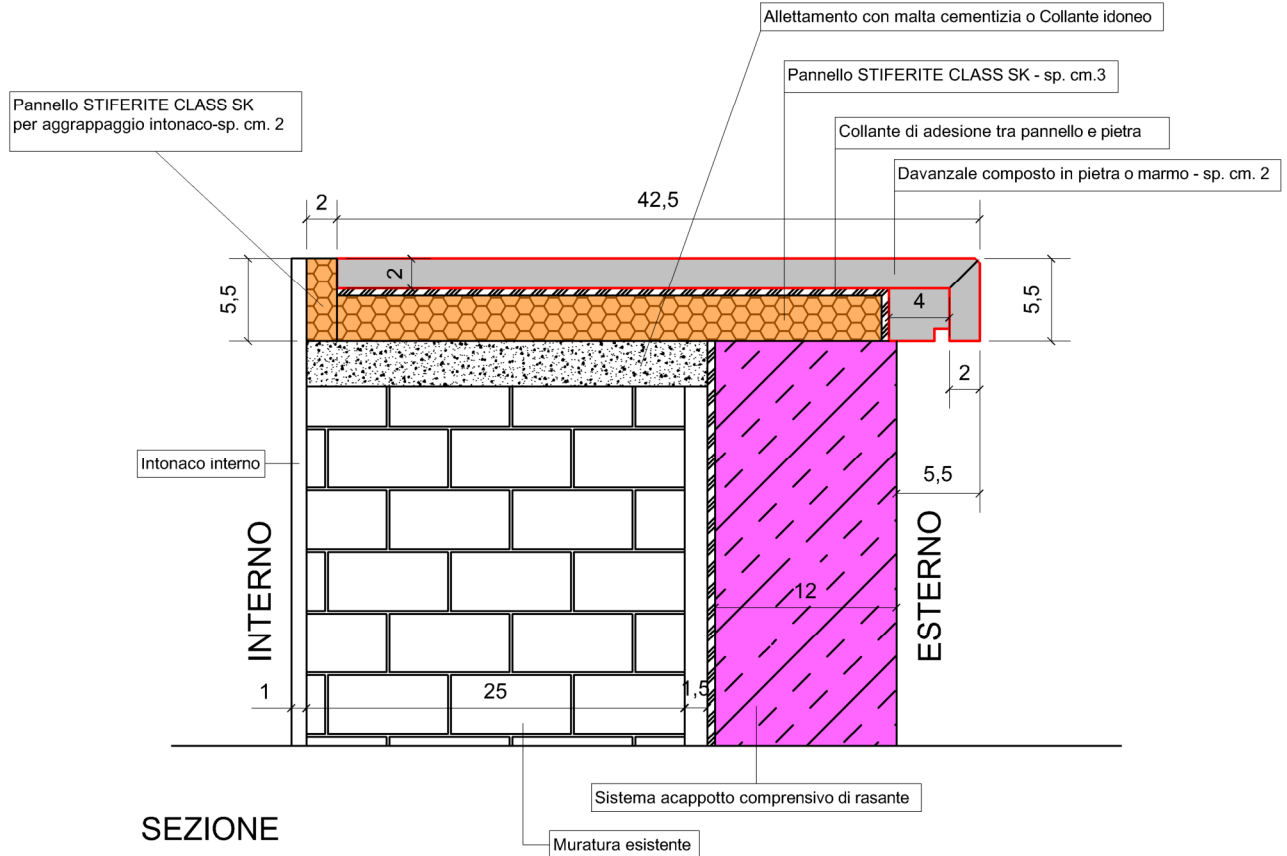 Allettamento con malta cementizia o Collante idoneo
Pannello STIFERITE CLASS SK - sp. cm.3
Pannello STIFERITE CLASS SK
per aggrappaggio intonaco-sp. cm. 2
Collante di adesione tra pannello e pietra
Davanzale composto in pietra o marmo - sp. cm. 2
2
42,5
5,5
2
4
5,5
2
Intonaco interno
5,5
INTERNO
ESTERNO
12
1
25
1,5
Sistema acappotto comprensivo di rasante
SEZIONE
Muratura esistente